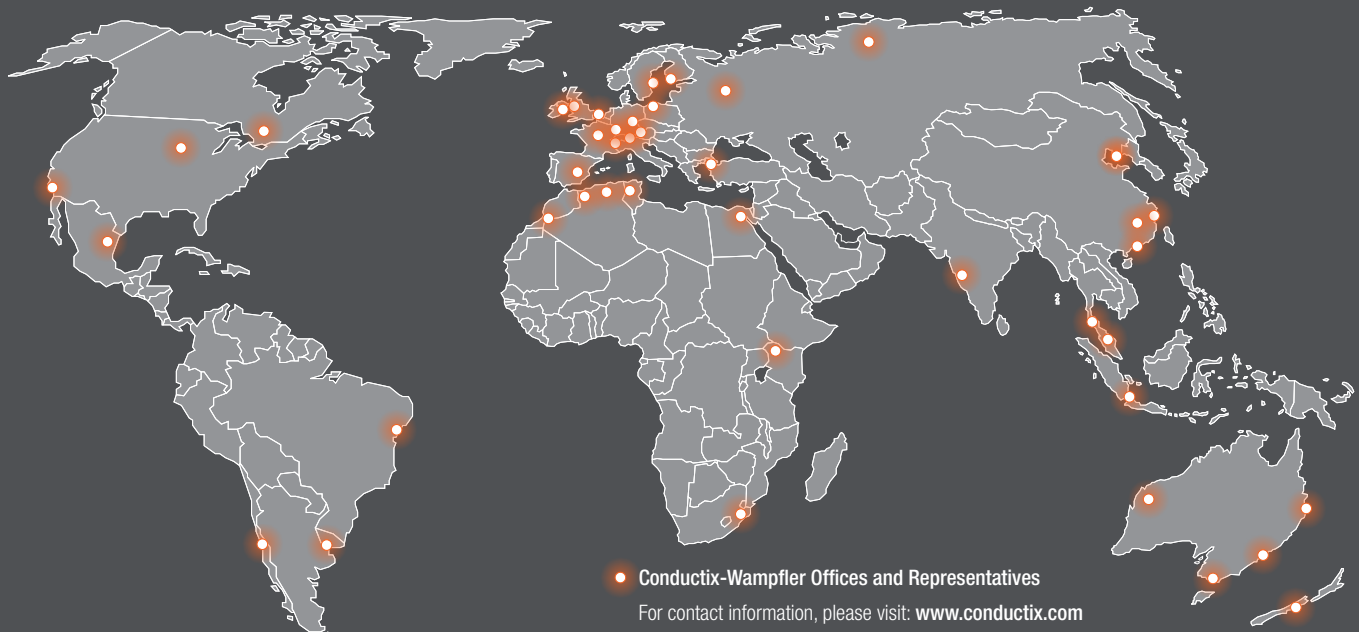 Conductix-Wampfler Offices and Representatives
For contact information, please visit: www.conductix.com